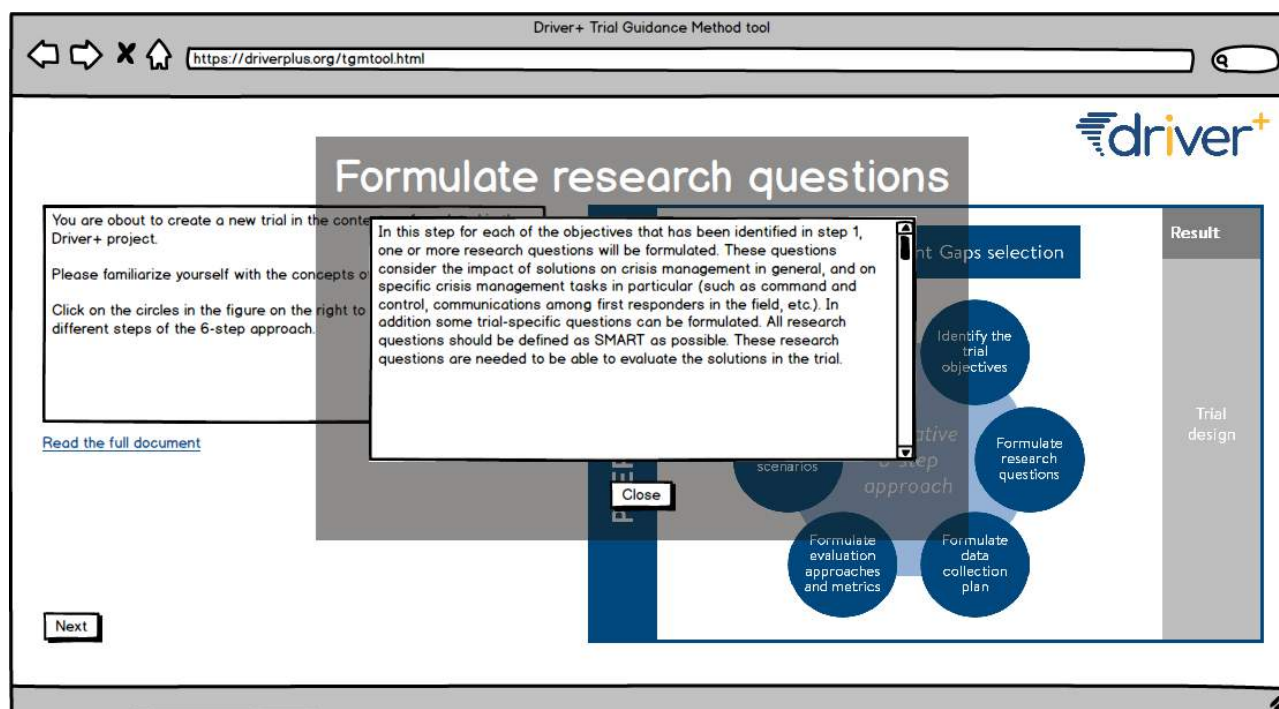 Driver+ Trial Guidance Method tool
https://driverplus.org/tgmtool.html
driver+
Formulate research questions
You are obout to create a new trial in the
Driver+ project.
Please familiarize yourself with the concepts
Click on the circles in the figure on the right to
different steps of the 6-step approach.
In this step for each of the objectives that has been identified in step 1,
one or more research questions will be formulated. These questions
consider the impact of solutions on crisis management in general, and on
specific crisis management tasks in particular (such as command and
control, communications among first responders in the field, etc.). In
addition some trial-specific questions can be formulated. All research
questions should be defined as SMART as possible. These research
questions are needed to be able to evaluate the solutions in the trial.
Close
Read the full document
Next
Gaps selection
Result
Identify the
trial
objectives
Formulate
research
questions
Formulate
data
collection
plan
Formulate
evaluation
approaches
and metrics
scenarios
6-step
approach
Trial
design